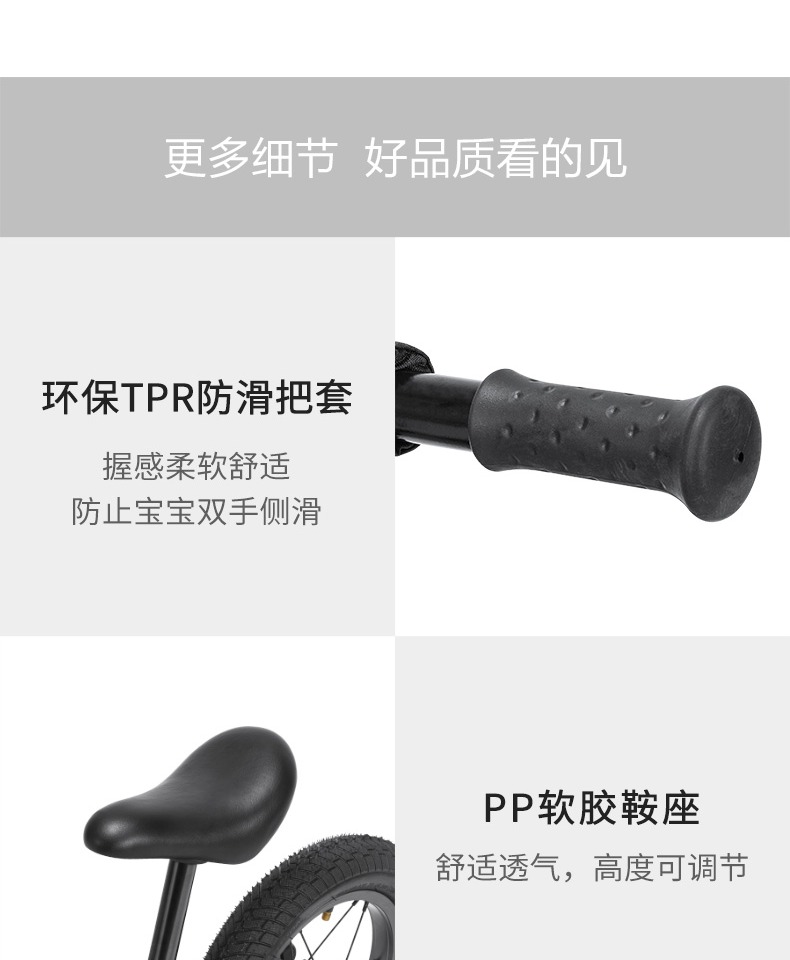 更多细节 好品质看的见
环保TPR防滑把套
握感柔软舒适
防止宝宝双手侧滑
PP软胶鞍座
舒适透气，高度可调节